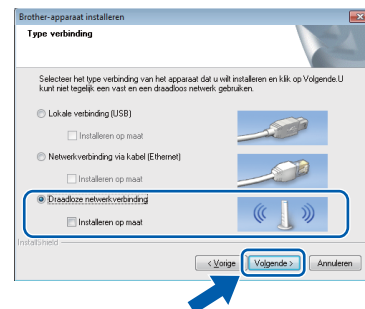 Brother-apparaat installeren
Type verbinding
Selecteer het type verbinding van het apparaat dat u wilt installeren en klik op Volgende.U
kunt niet tegelijk een vast en een draadloos netwerk gebruiken.
Lokale verbinding (USB)
Installeren op maat
Netwerkverbinding via kabel (Ethernet)
Installeren op maat
Draadloze netwerkverbinding
Installeren op maat
InstallShield
< Vorige Volgende > Annuleren